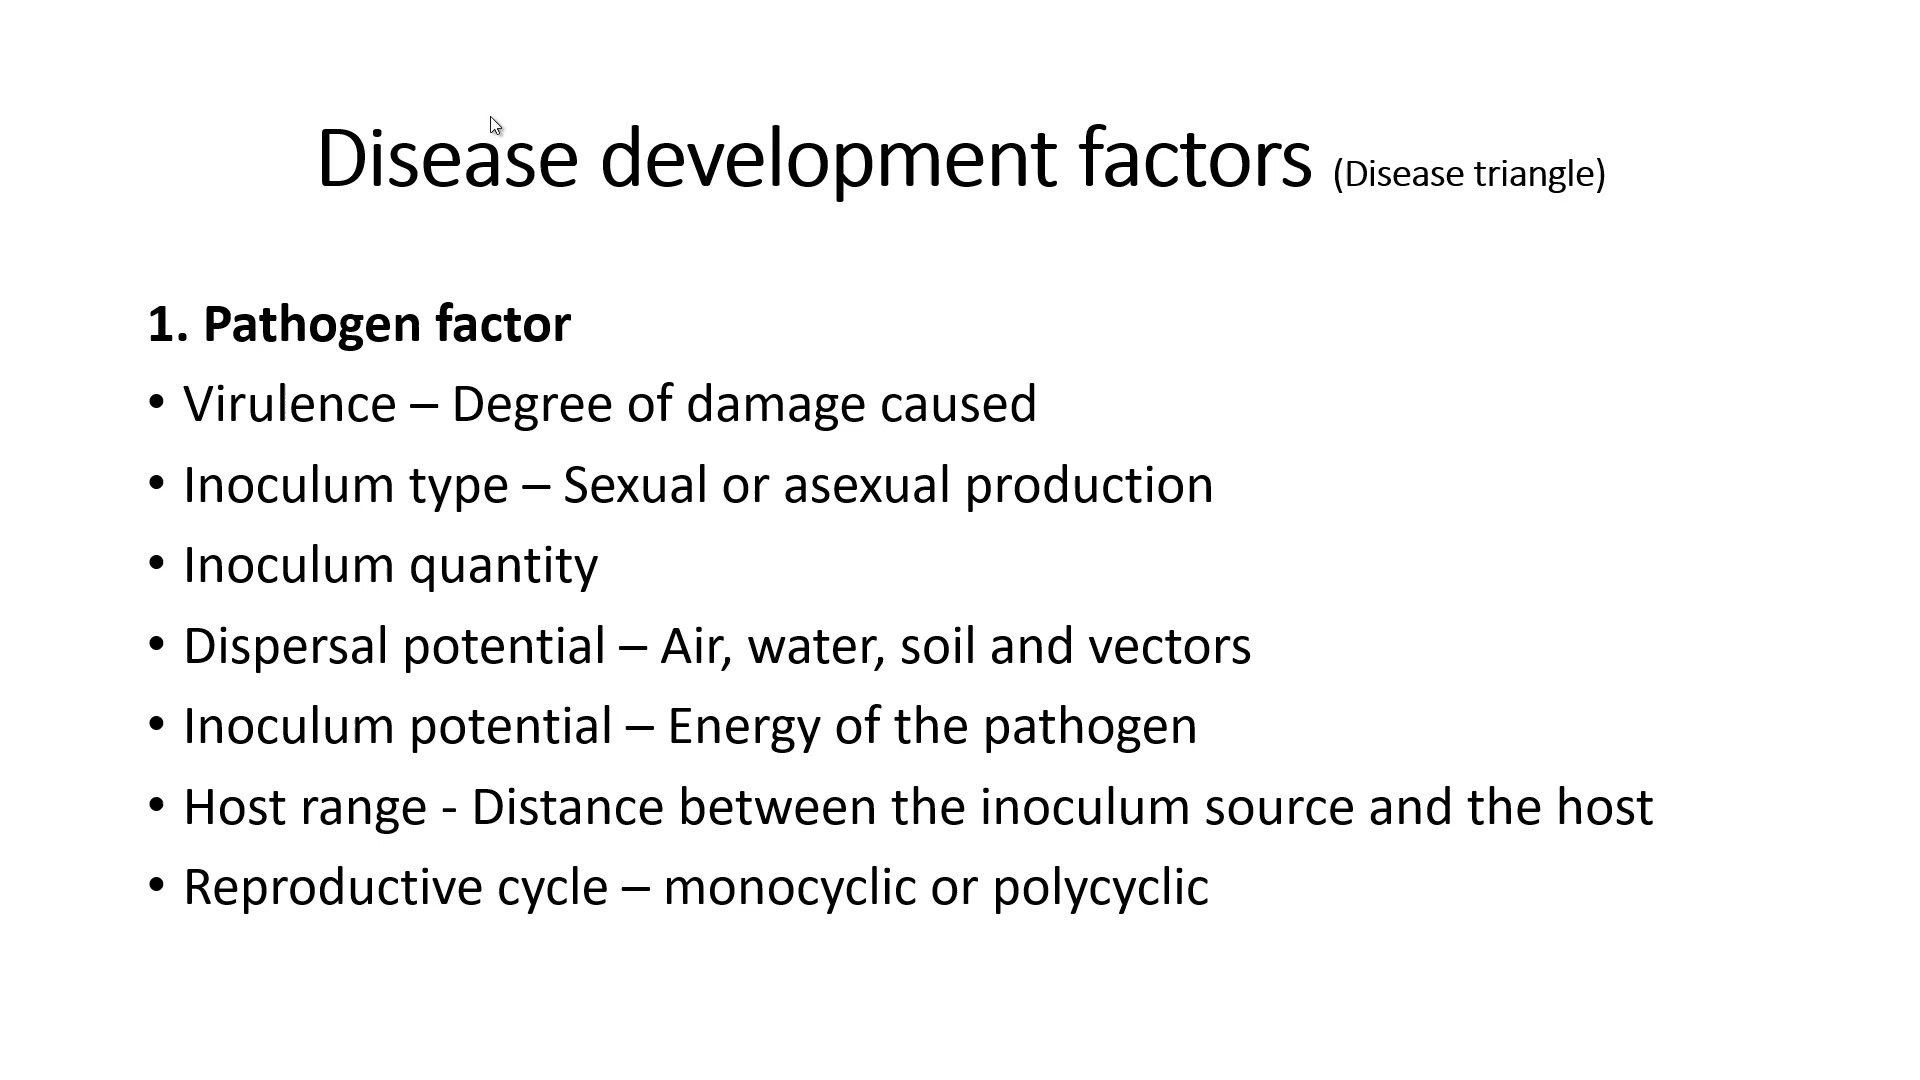 Disease development factors (Disease triangle)
1. Pathogen factor
• Virulence – Degree of damage caused
• Inoculum type – Sexual or asexual production
• Inoculum quantity
• Dispersal potential – Air, water, soil and vectors
• Inoculum potential – Energy of the pathogen
• Host range - Distance between the inoculum source and the host
• Reproductive cycle – monocyclic or polycyclic